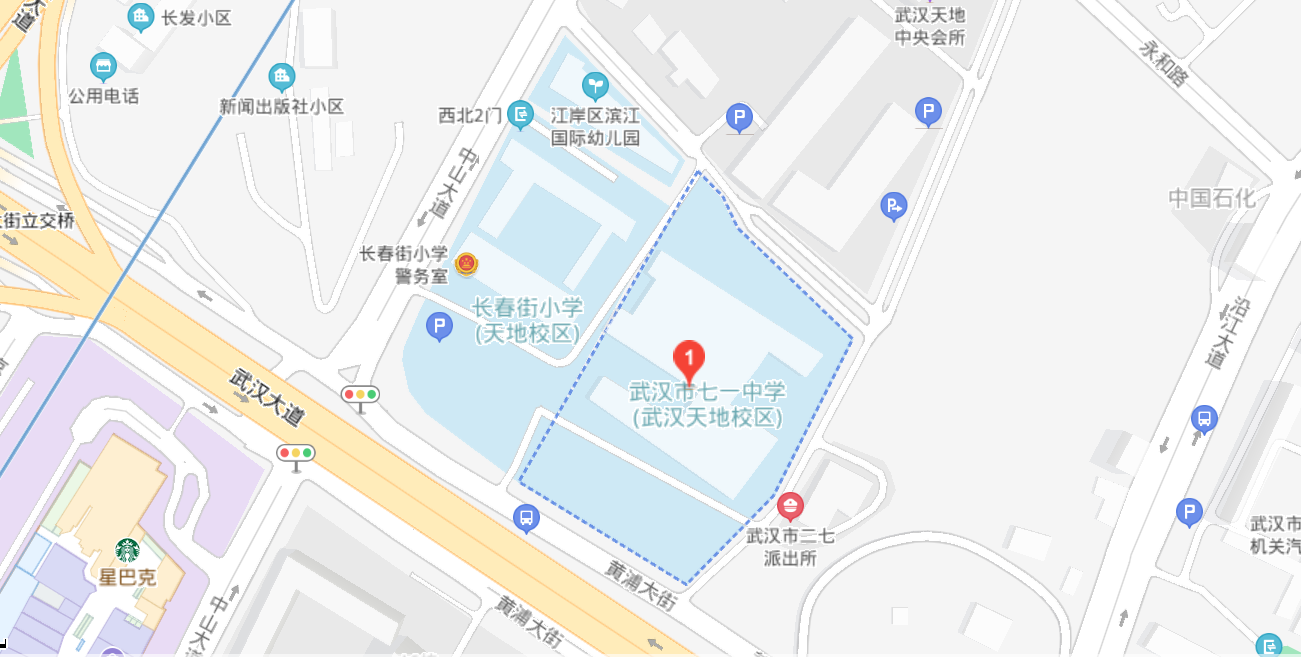 大道
长发小区
公用电话
新闻出版社小区
西北2门
江岸区滨江
国际幼儿园
武汉天地
中央会所
永和路
P
P
P
中山大道
街立交桥
长春街小学
警务室
中国石化
长春街小学
(天地校区)
P
沿江大道
1
武汉市七一中学
(武汉天地校区)
武汉大道
P
武汉市二七
派出所
武汉市
机关汽
星巴克
黄浦大街
黄浦大街
中山大道